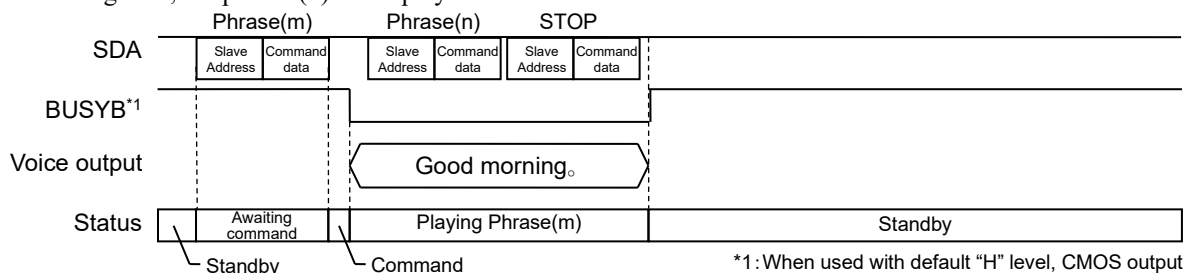 Phrase(m) Phrase(n) STOP
SDA Slave Address Command data Slave Address Command data Slave Address Command data
BUSYB*1
Voice output Good morning。
Status Awaiting command Playing Phrase(m) Standby
Standby Command *1:When used with default “H” level, CMOS output